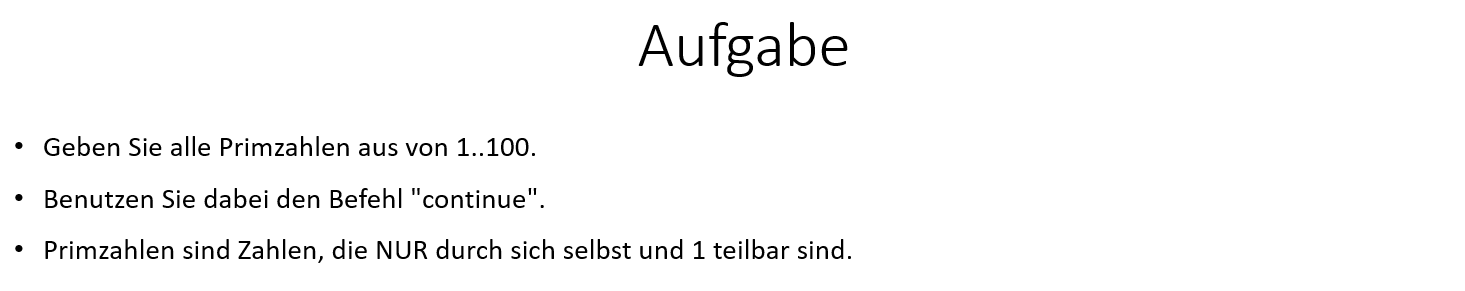 Aufgabe
• Geben Sie alle Primzahlen aus von 1..100.
• Benutzen Sie dabei den Befehl "continue".
• Primzahlen sind Zahlen, die NUR durch sich selbst und 1 teilbar sind.